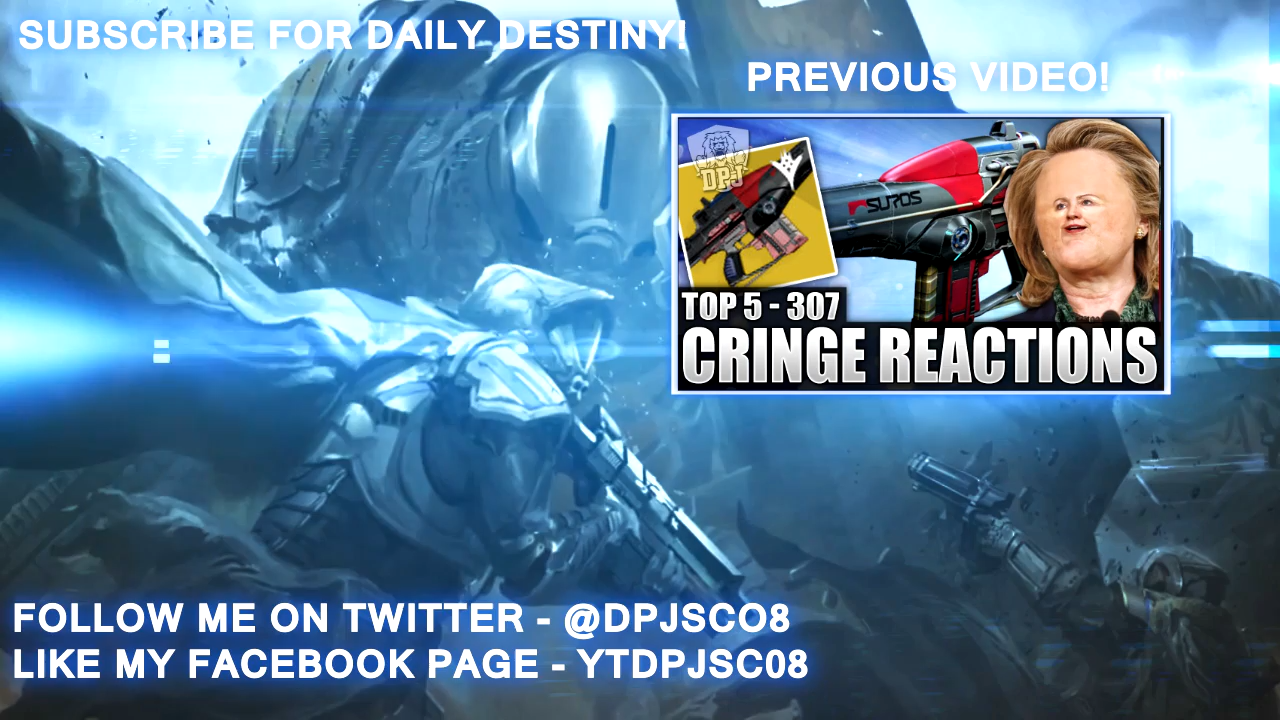 SUBSCRIBE FOR DAILY DESTINY!
PREVIOUS VIDEO!
DPJ
SUROS
TOP 5 - 307
CRINGE REACTIONS
FOLLOW ME ON TWITTER - @DPJSCO8
LIKE MY FACEBOOK PAGE - YTDPJSC08